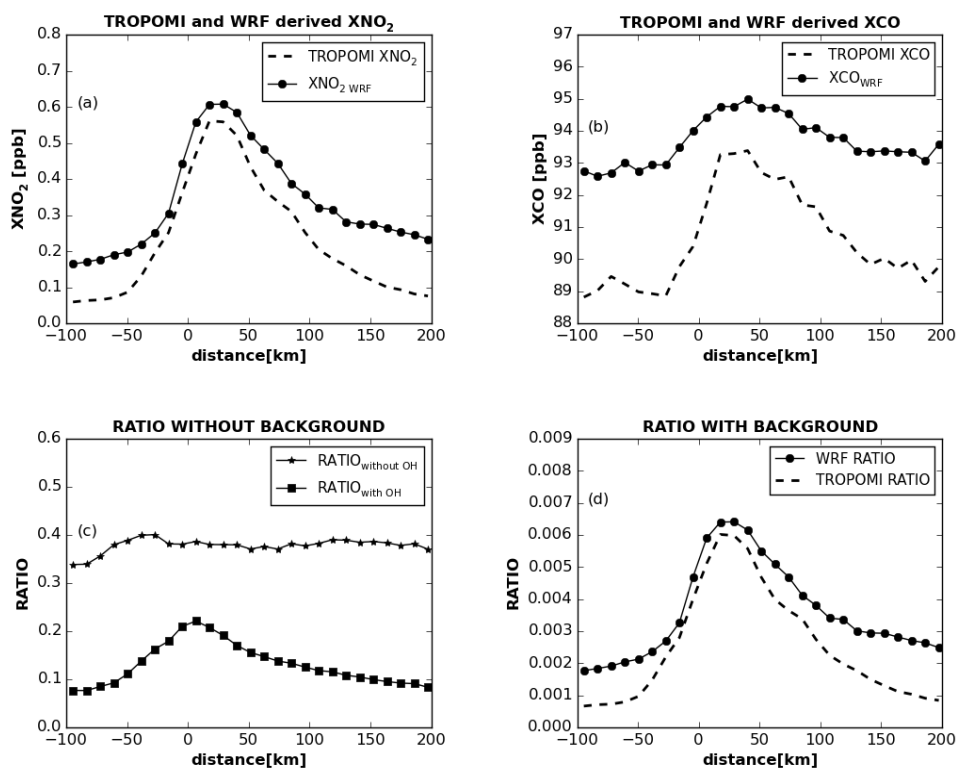 TROPOMI and WRF derived XNO₂
0.8
0.7
0.6
0.5
0.4
0.3
0.2
0.1
0.0
XNO₂ [ppb]
(a)
TROPOMI XNO₂
XNO₂ WRF
−100 −50 0 50 100 150 200
distance[km]
TROPOMI and WRF derived XCO
97
96
95
94
93
92
91
90
89
88
XCO [ppb]
(b)
TROPOMI XCO
XCO WRF
−100 −50 0 50 100 150 200
distance[km]
RATIO WITHOUT BACKGROUND
0.6
0.5
0.4
0.3
0.2
0.1
0.0
RATIO
(c)
RATIO without OH
RATIO with OH
−100 −50 0 50 100 150 200
distance[km]
RATIO WITH BACKGROUND
0.009
0.008
0.007
0.006
0.005
0.004
0.003
0.002
0.001
0.000
RATIO
(d)
WRF RATIO
TROPOMI RATIO
−100 −50 0 50 100 150 200
distance[km]